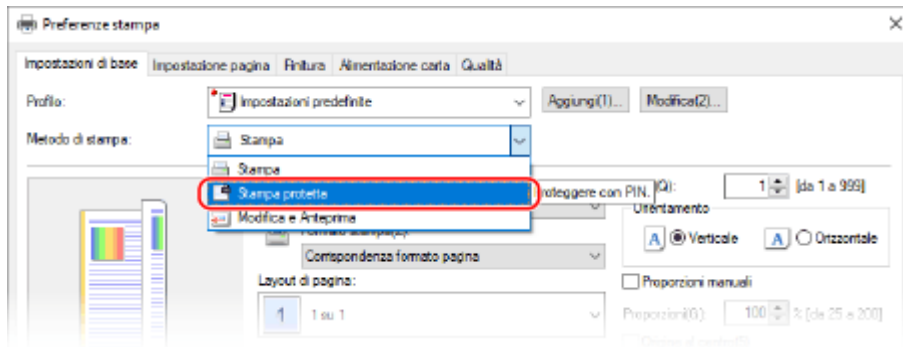 Preferenze stampa
Impostazioni di base Impostazione pagina Finitura Alimentazione carta Qualità
Profilo: Impostazioni predefinite Aggiungi(1)... Modifica(2)...
Metodo di stampa: Stampa
Stampa
Stampa protetta roteggere con PIN. (Q): 1 [da 1 a 999]
Modifica e Anteprima Orientamento
A Verticale A Orizzontale
Corrispondenza formato pagina
Layout di pagina: Proporzioni manuali
1 1 su 1 Proporzioni(G): 100 % [da 25 a 200]